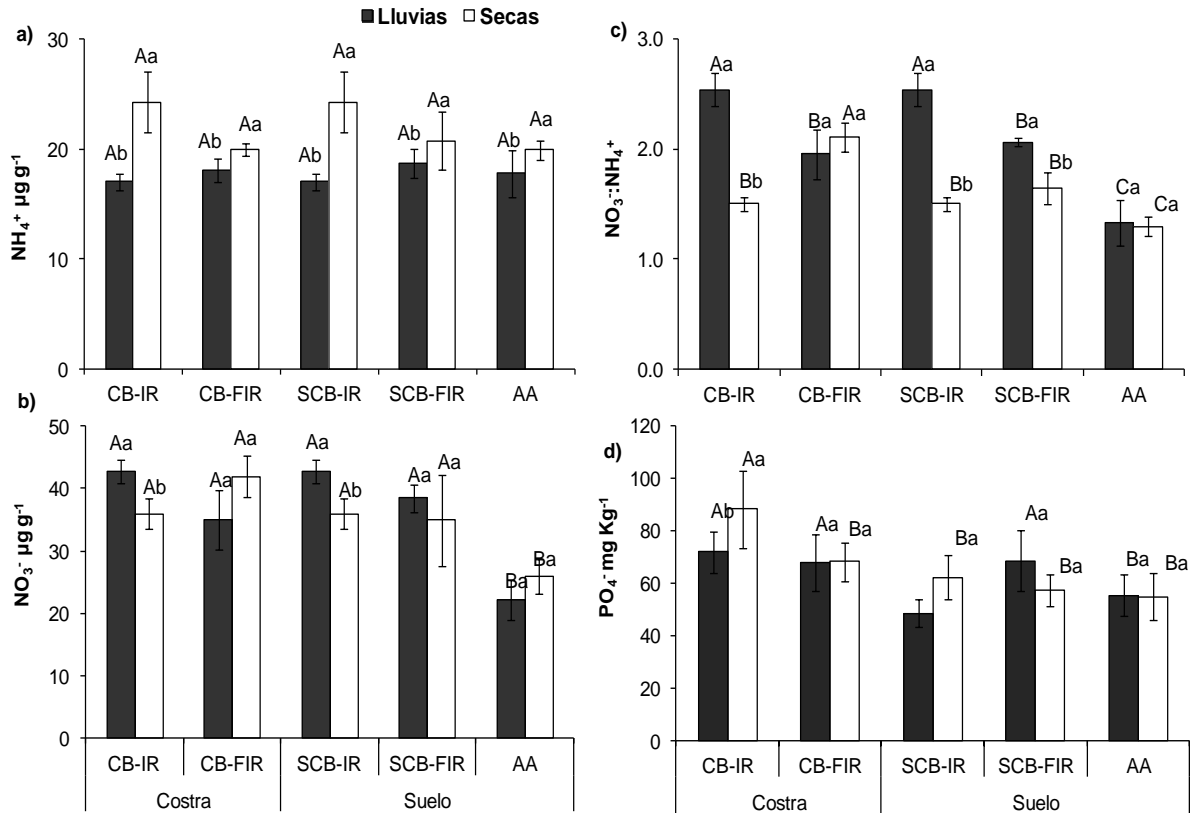 Lluvias Secas
a)
30
20
10
0
NH₄⁺ µg g⁻¹
Ab Aa Ab Aa Ab Aa Ab Aa Ab Aa
CB-IR CB-FIR SCB-IR SCB-FIR AA
b)
50
40
30
20
10
0
NO₃⁻ µg g⁻¹
Aa Ab Aa Aa Aa Ab Aa Aa Ba Ba
CB-IR CB-FIR SCB-IR SCB-FIR AA
Costra Suelo
c)
3.0
2.0
1.0
0.0
NO₃⁻:NH₄⁺
Aa Bb Ba Aa Aa Bb Ba Bb Ca Ca
CB-IR CB-FIR SCB-IR SCB-FIR AA
d)
120
100
80
60
40
20
0
PO₄⁻ mg Kg⁻¹
Ab Aa Aa Ba Ba Aa Ba Ba Ba
CB-IR CB-FIR SCB-IR SCB-FIR AA
Costra Suelo